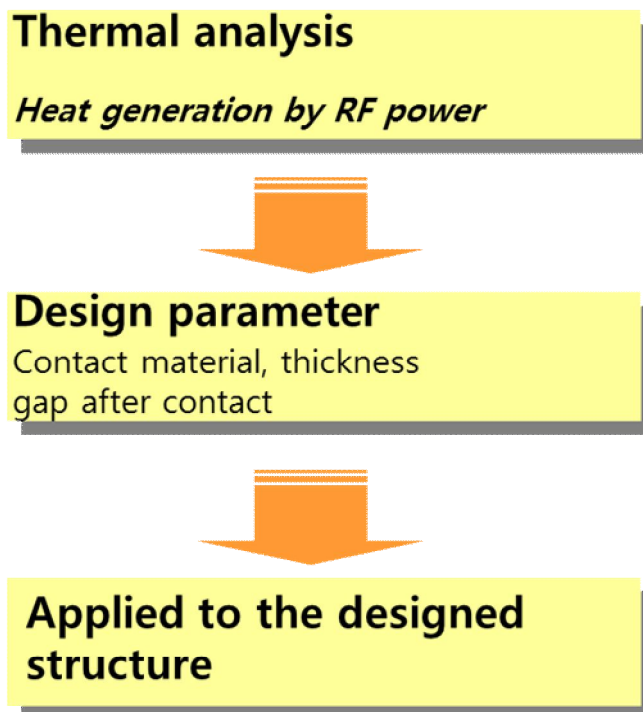 Thermal analysis
Heat generation by RF power
Design parameter
Contact material, thickness
gap after contact
Applied to the designed
structure